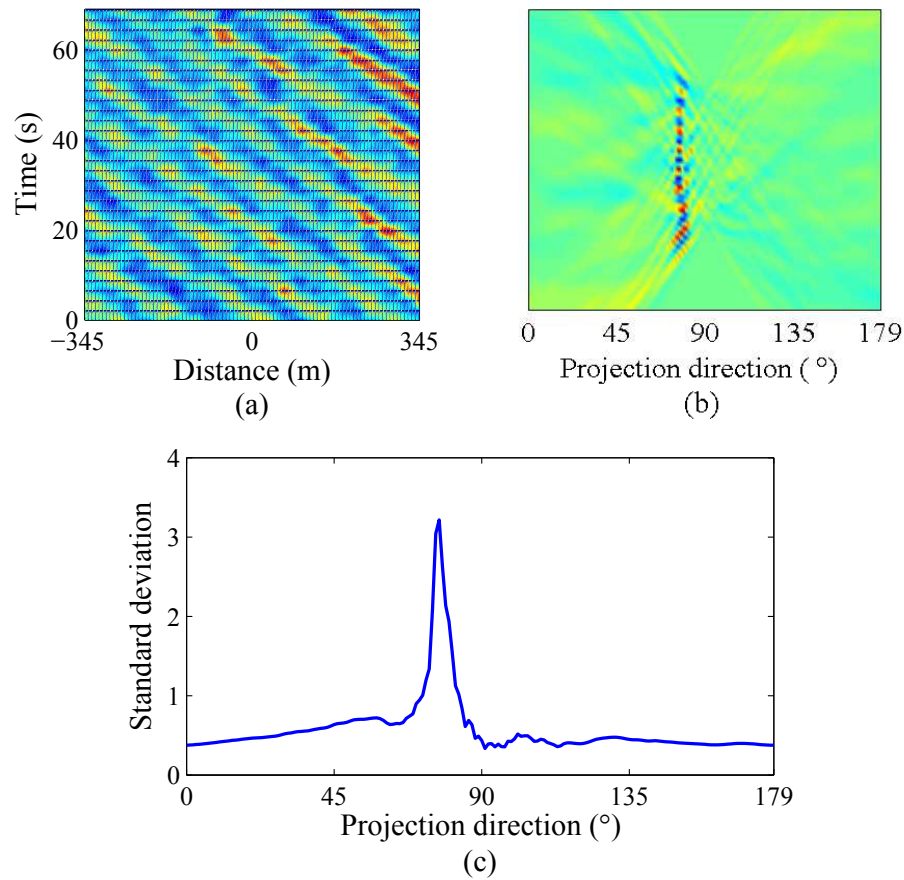 60
40
20
0
Time (s)
−345 0 345
Distance (m)
(a)
0 45 90 135 179
Projection direction ( °)
(b)
4
3
2
1
0
Standard deviation
0 45 90 135 179
Projection direction (°)
(c)